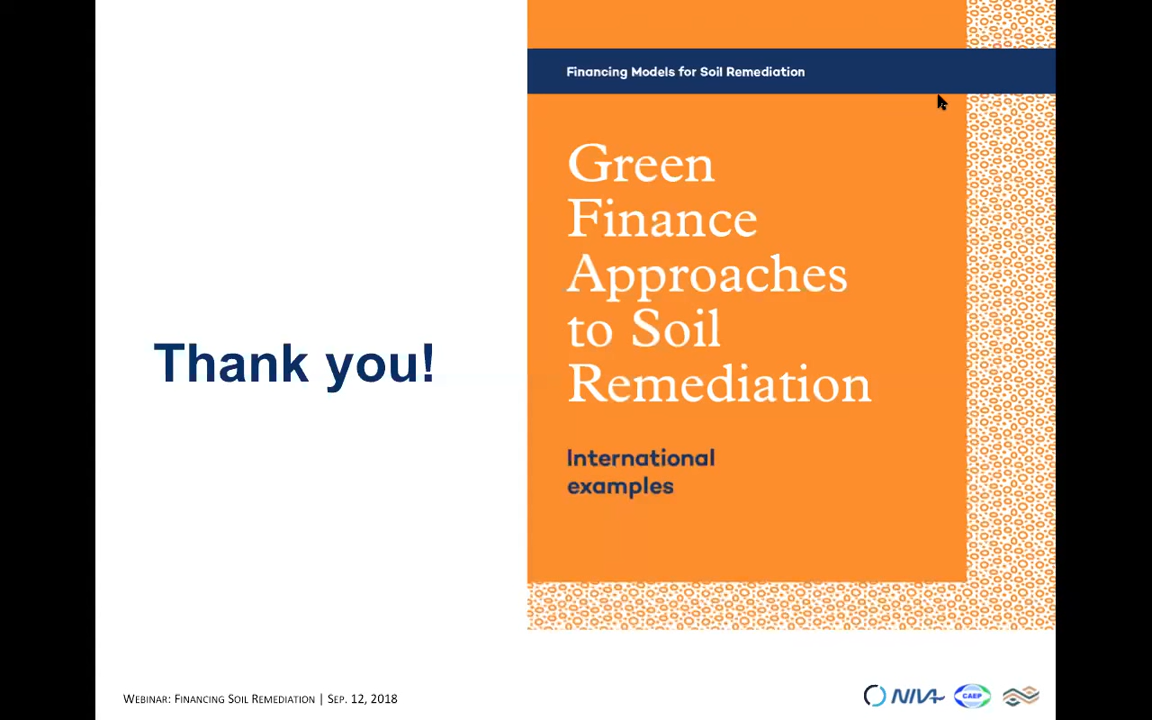 Financing Models for Soil Remediation
Green
Finance
Approaches
to Soil
Remediation
International
examples
Thank you!
WEBINAR: FINANCING SOIL REMEDIATION | SEP. 12, 2018
NIVA
CAEP